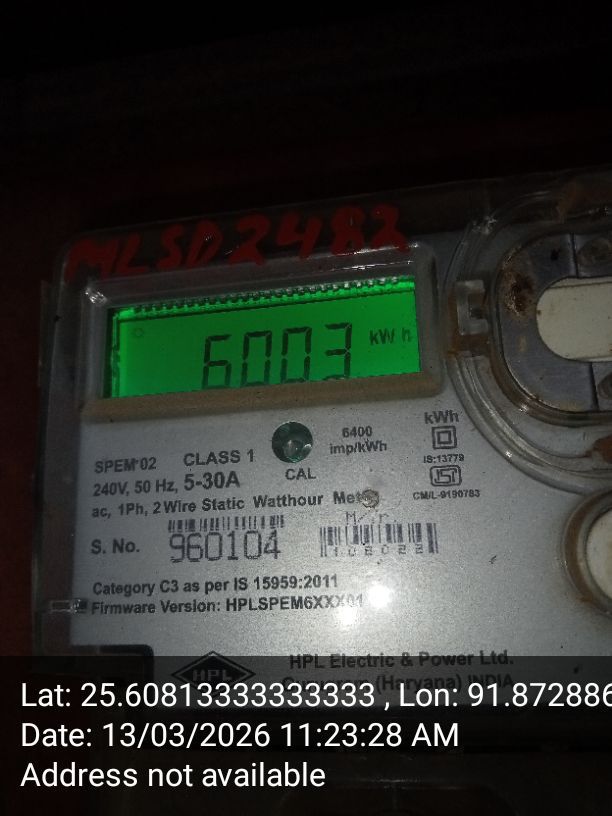 MLSD2482
6003 kWh
6400
imp/kWh
kWh
SPEM 02 CLASS 1
CAL
IS:13779
240V, 50 Hz, 5-30A
CM/L-9190783
ac, 1Ph, 2 Wire Static Watthour Meter
S. No. 960104
108022
Category C3 as per IS 15959:2011
Firmware Version: HPLSPEM6XXX01
HPL
HPL Electric & Power Ltd.
(Haryana) INDIA
Lat: 25.60813333333333 , Lon: 91.872886
Date: 13/03/2026 11:23:28 AM
Address not available